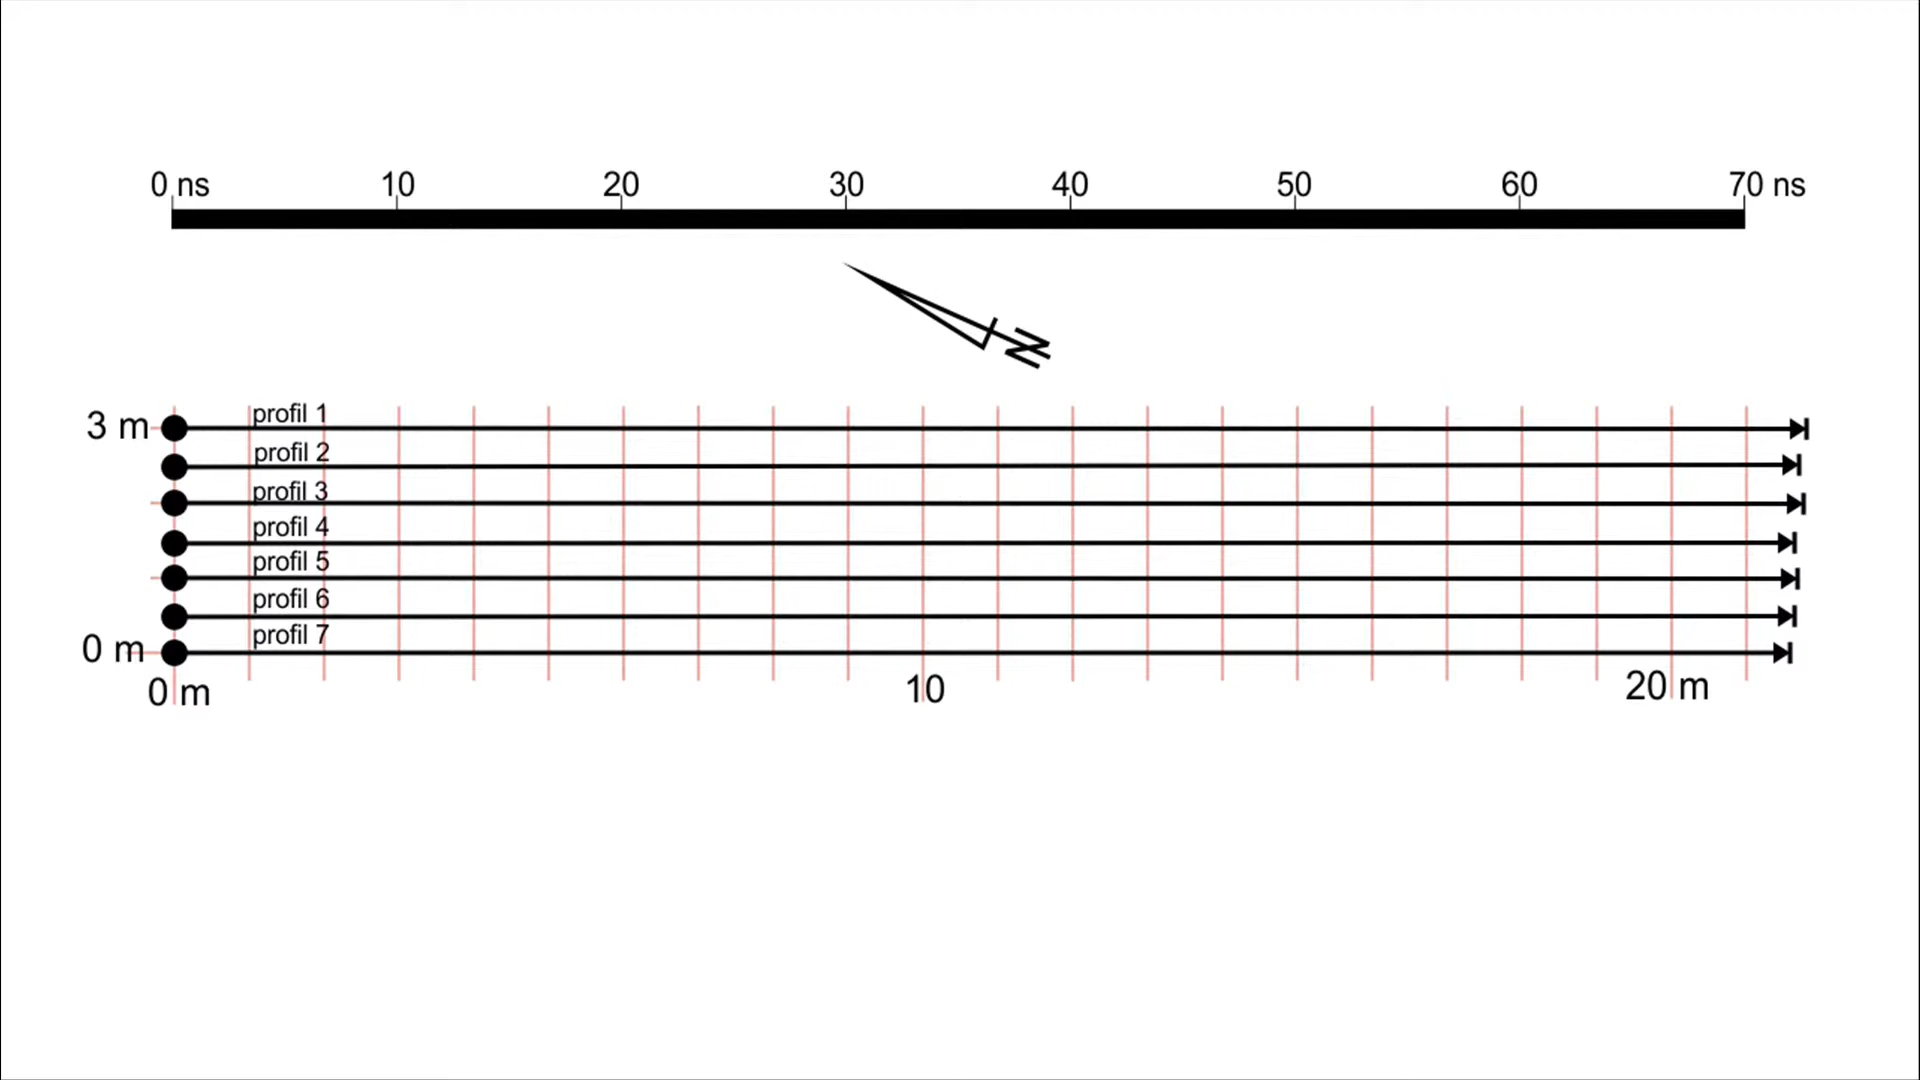 0 ns 10 20 30 40 50 60 70 ns
N
3 m
profil 1
profil 2
profil 3
profil 4
profil 5
profil 6
profil 7
0 m
0 m 10 20 m